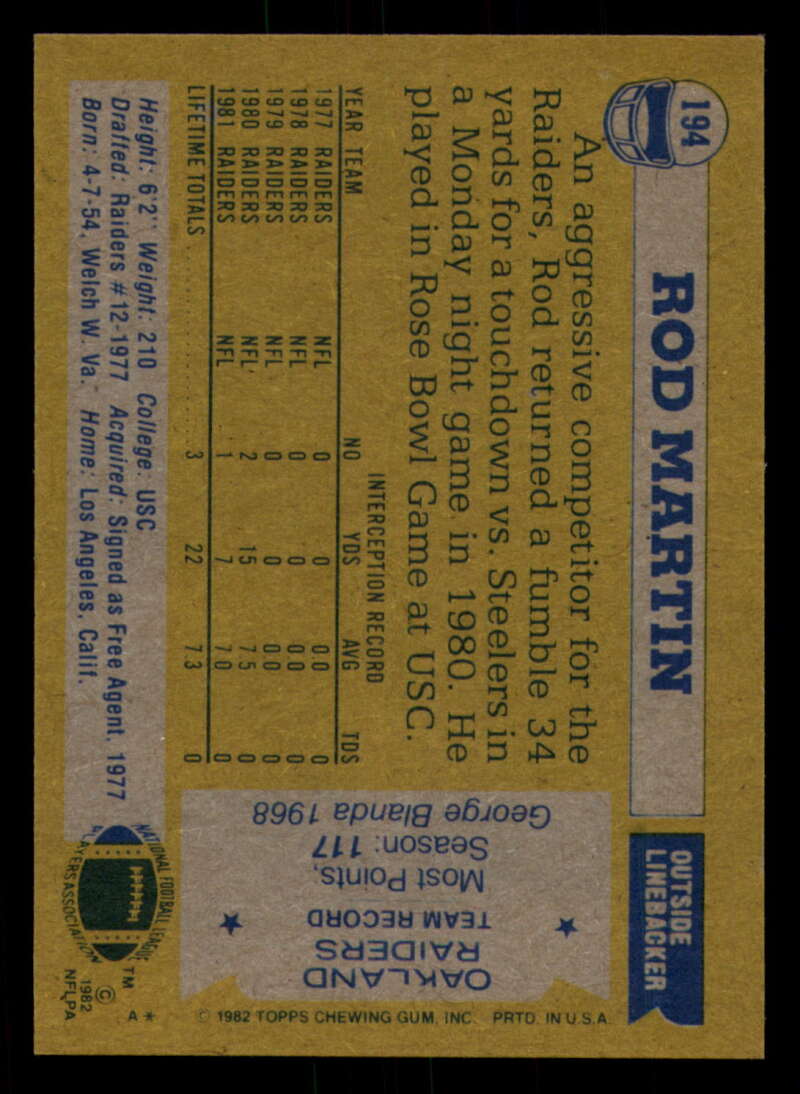 194
ROD MARTIN
OUTSIDE
LINEBACKER
An aggressive competitor for the
Raiders, Rod returned a fumble 34
yards for a touchdown vs. Steelers in
a Monday night game in 1980. He
played in Rose Bowl Game at USC.
INTERCEPTION RECORD
YEAR TEAM NO YDS AVG TDS
1977 RAIDERS NFL 0 0 0.0 0
1978 RAIDERS NFL 0 0 0.0 0
1979 RAIDERS NFL 0 0 0.0 0
1980 RAIDERS NFL 2 15 7.5 0
1981 RAIDERS NFL 1 7 7.0 0
LIFETIME TOTALS 3 22 7.3 0
Height: 6'2" Weight: 210 College: USC
Drafted: Raiders #12-1977 Acquired: Signed as Free Agent, 1977
Born: 4-7-54, Welch W. Va. Home: Los Angeles, Calif.
OAKLAND
RAIDERS
TEAM RECORD
Most Points,
Season: 117
George Blanda 1968
NATIONAL FOOTBALL LEAGUE
PLAYERS ASSOCIATION
TM
©
1982
NFLPA
A*
© 1982 TOPPS CHEWING GUM, INC. PRTD. IN U.S.A.